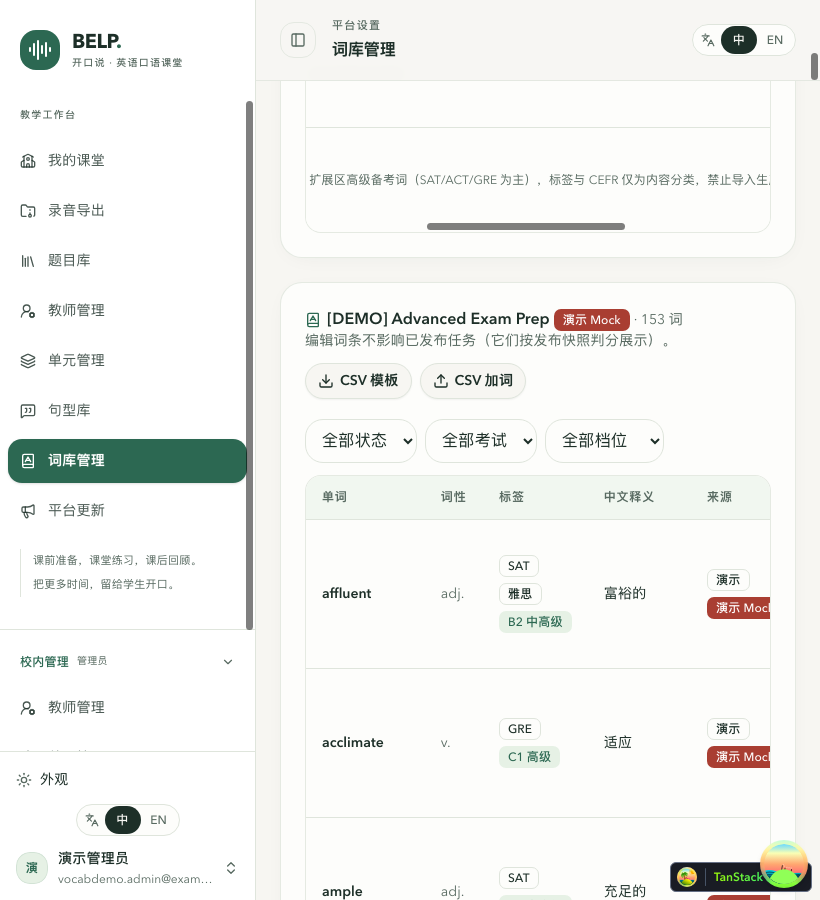 BELP.
开口说 · 英语口语课堂
教学工作台
我的课堂
录音导出
题目库
教师管理
单元管理
句型库
词库管理
平台更新
课前准备，课堂练习，课后回顾。
把更多时间，留给学生开口。
校内管理 管理员
教师管理
外观
中 EN
演
演示管理员
vocabdemo.admin@exam...
平台设置
词库管理
中 EN
扩展区高级备考词（SAT/ACT/GRE 为主），标签与 CEFR 仅为内容分类，禁止导入生
[DEMO] Advanced Exam Prep 演示 Mock · 153 词
编辑词条不影响已发布任务（它们按发布快照判分展示）。
CSV 模板 CSV 加词
全部状态 全部考试 全部档位
单词 词性 标签 中文释义 来源
affluent adj. SAT 雅思 B2 中高级 富裕的 演示 演示 Mock
acclimate v. GRE C1 高级 适应 演示 演示 Mock
ample adj. SAT 充足的 演示
TanStack